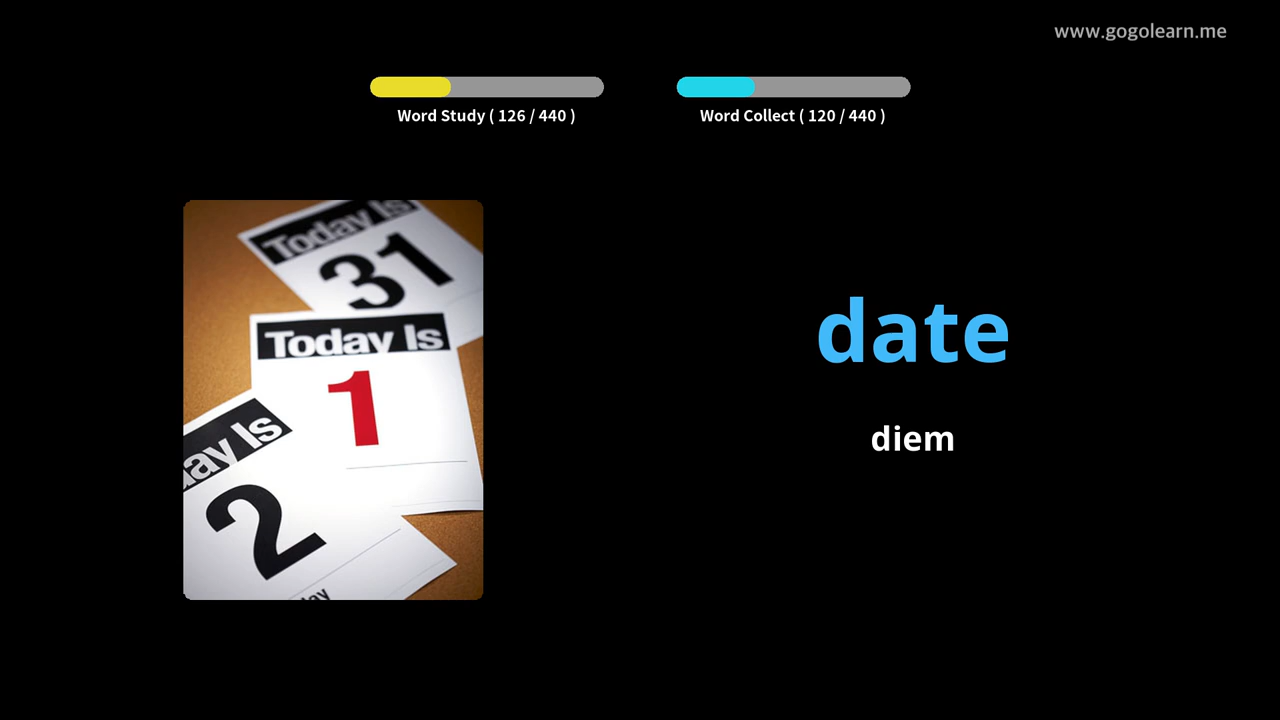 www.gogolearn.me
Word Study ( 126 / 440 )
Word Collect ( 120 / 440 )
Today Is
31
Today Is
1
ay Is
2
date
diem